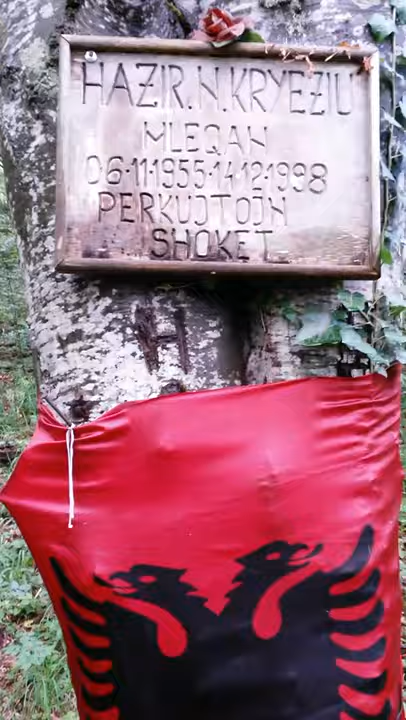 HAZIR.N.KRYEZIU
MLEQAN
06·11·1955·14·12·1998
PERKUJTOJN
SHOKET
H